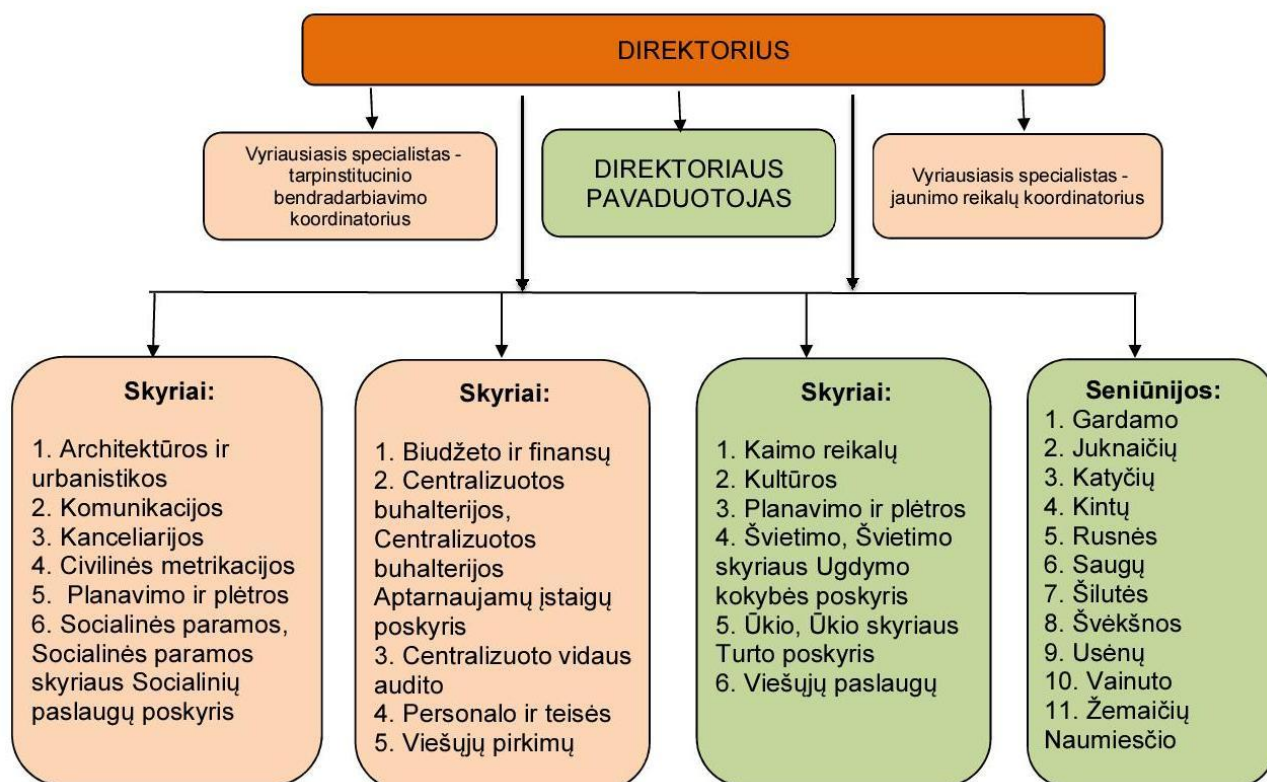 DIREKTORIUS
Vyriausiasis specialistas -
tarpinstitucinio
bendradarbiavimo
koordinatorius
DIREKTORIAUS
PAVADUOTOJAS
Vyriausiasis specialistas -
jaunimo reikalų koordinatorius
Skyriai:
1. Architektūros ir
urbanistikos
2. Komunikacijos
3. Kanceliarijos
4. Civilinės metrikacijos
5.  Planavimo ir plėtros
6. Socialinės paramos,
Socialinės paramos
skyriaus Socialinių
paslaugų poskyris
Skyriai:
1. Biudžeto ir finansų
2. Centralizuotos
buhalterijos,
Centralizuotos
buhalterijos
Aptarnaujamų įstaigų
poskyris
3. Centralizuoto vidaus
audito
4. Personalo ir teisės
5. Viešųjų pirkimų
Skyriai:
1. Kaimo reikalų
2. Kultūros
3. Planavimo ir plėtros
4. Švietimo, Švietimo
skyriaus Ugdymo
kokybės poskyris
5. Ūkio, Ūkio skyriaus
Turto poskyris
6. Viešųjų paslaugų
Seniūnijos:
1. Gardamo
2. Juknaičių
3. Katyčių
4. Kintų
5. Rusnės
6. Saugų
7. Šilutės
8. Švėkšnos
9. Usėnų
10. Vainuto
11. Žemaičių
Naumiesčio